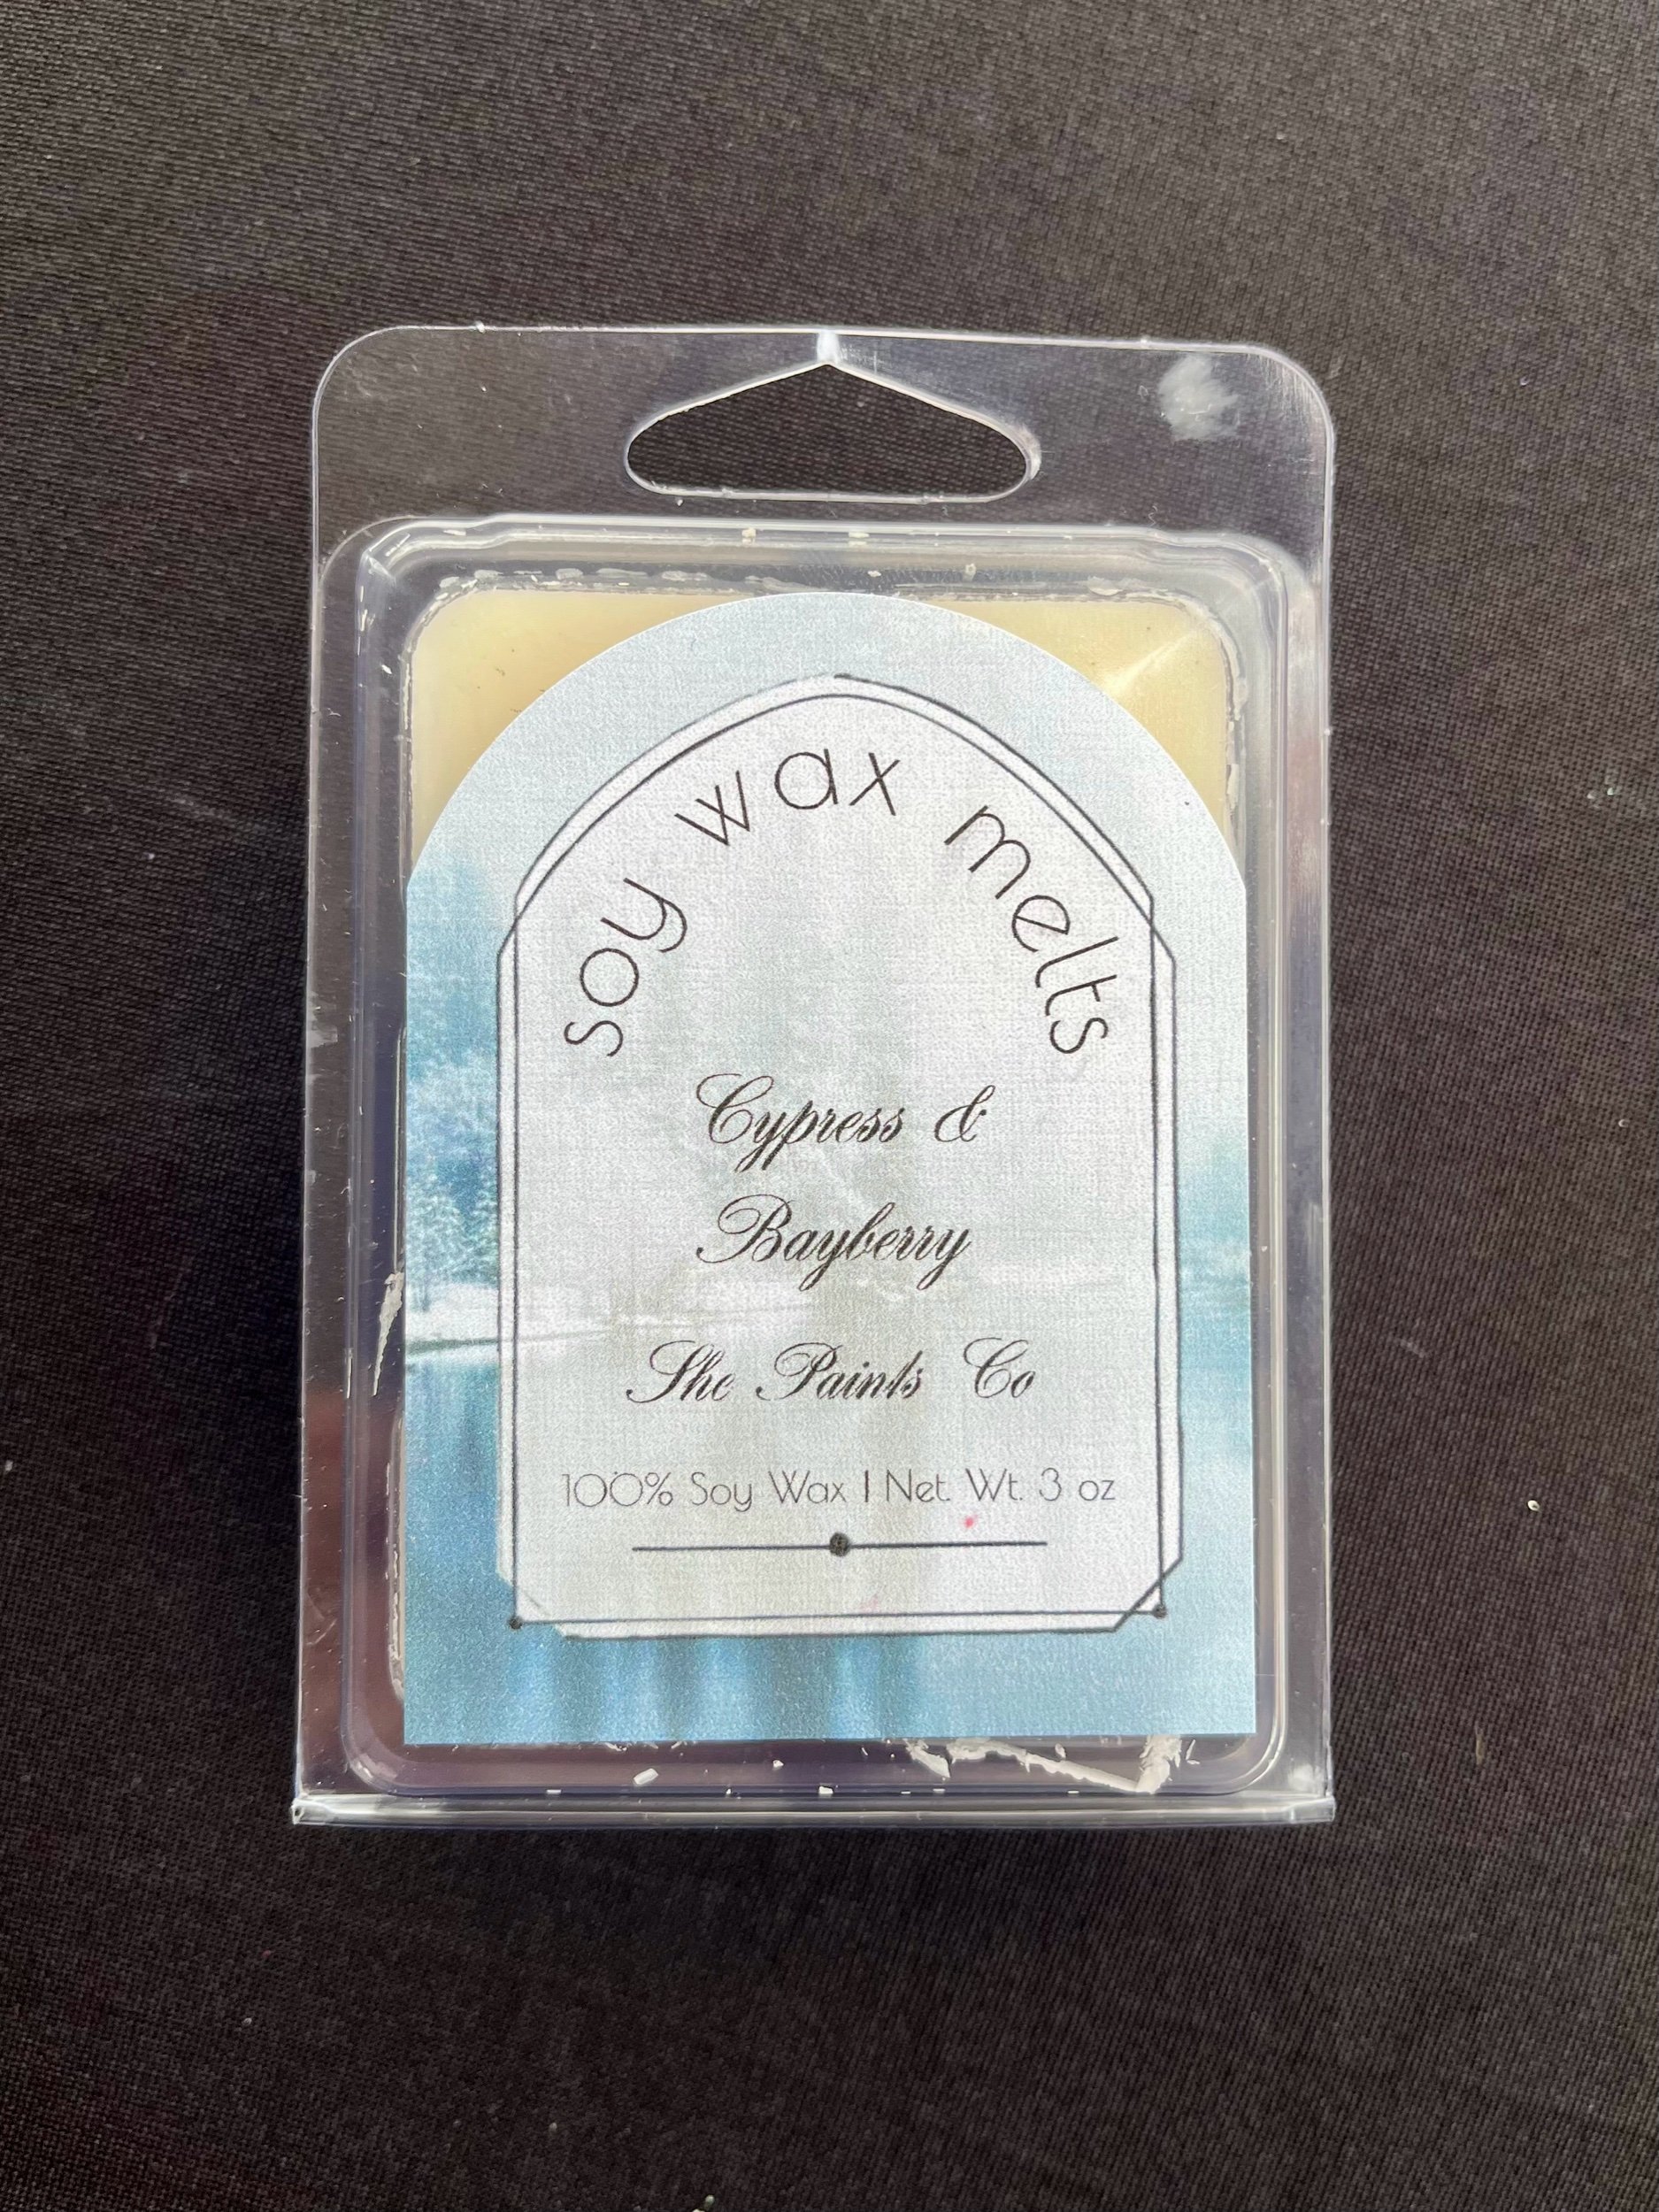 soy wax melts
Cypress &
Bayberry
She Paints Co
100% Soy Wax | Net. Wt. 3 oz